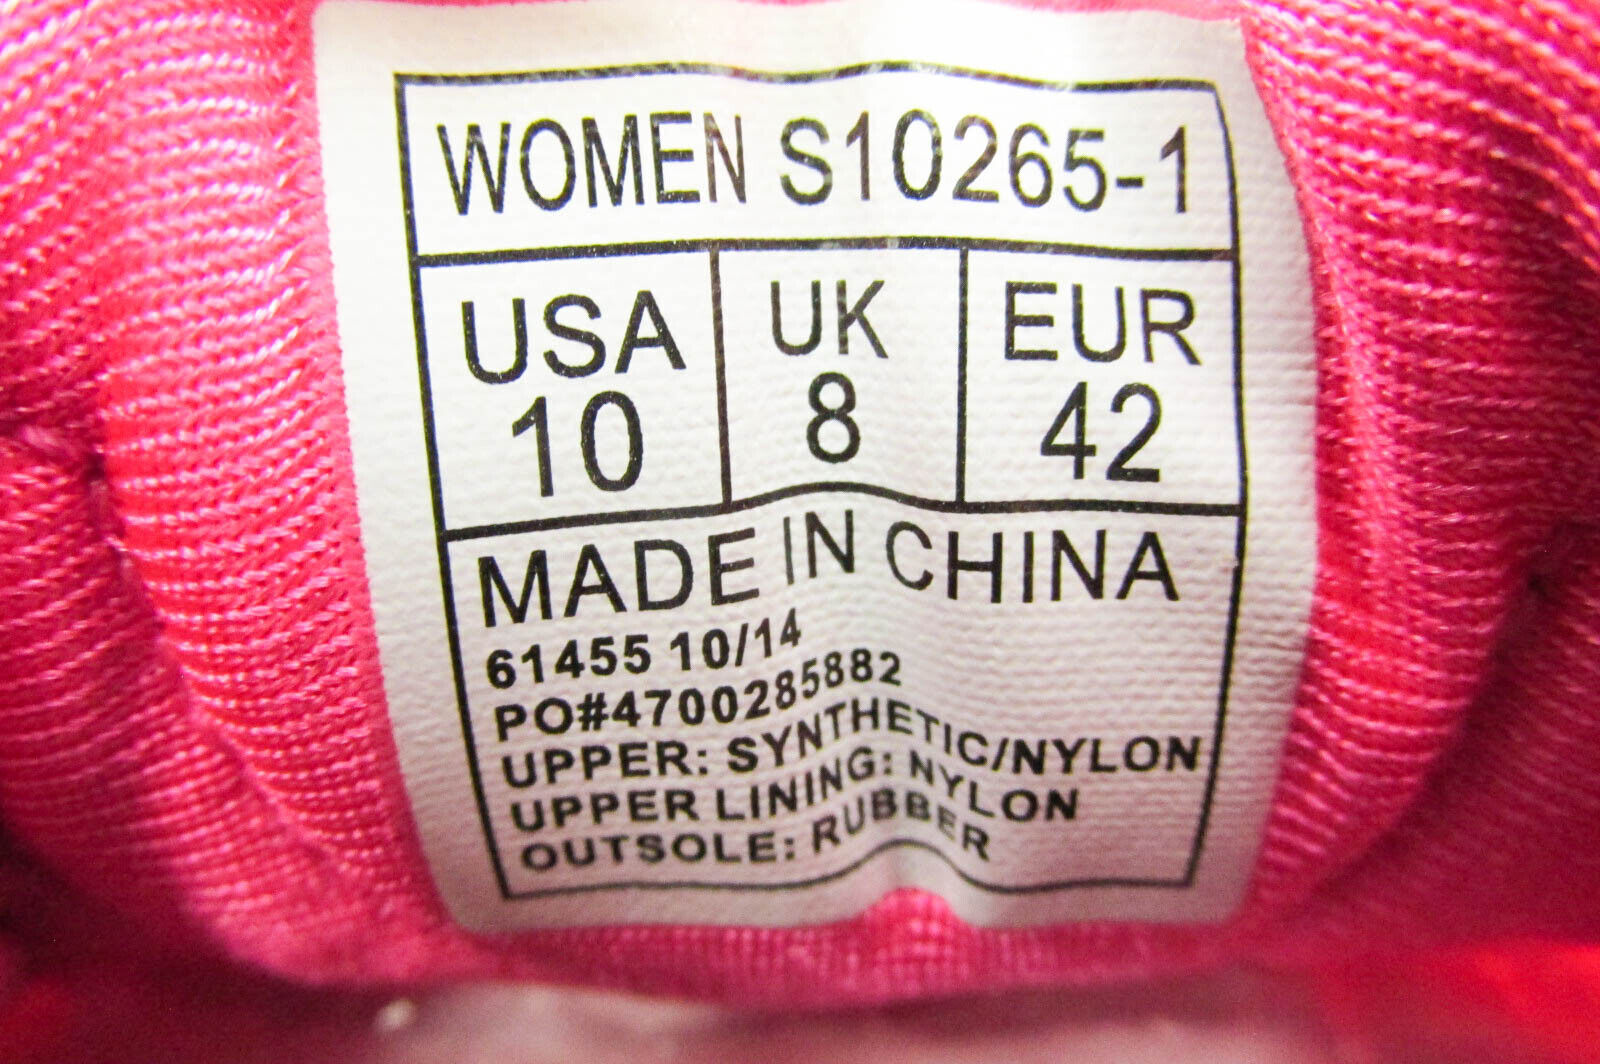 WOMEN S10265-1
USA UK EUR
10 8 42
MADE IN CHINA
61455 10/14
PO#4700285882
UPPER: SYNTHETIC/NYLON
UPPER LINING: NYLON
OUTSOLE: RUBBER